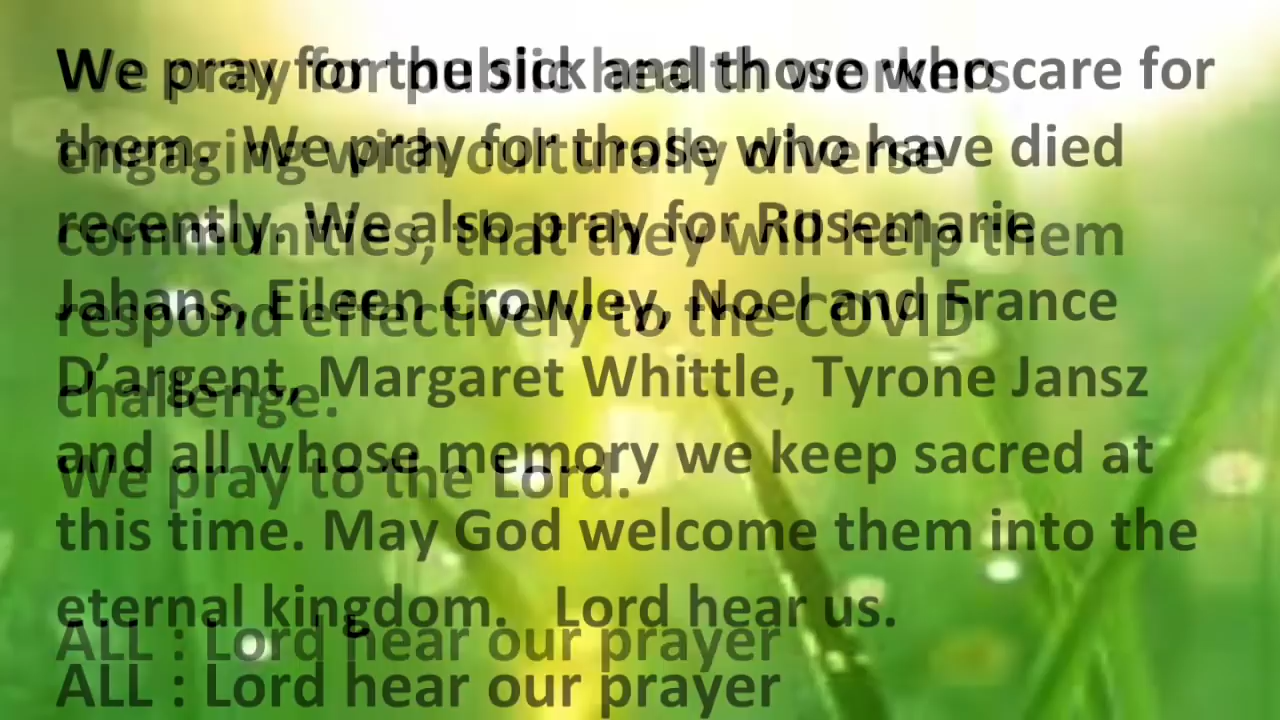 We pray for the sick and those who care for
them. We pray for those who have died
recently. We also pray for Rosemarie
Jahans, Eileen Crowley, Noel and France
D’argent, Margaret Whittle, Tyrone Jansz
and all whose memory we keep sacred at
this time. May God welcome them into the
eternal kingdom. Lord hear us.
ALL : Lord hear our prayer
We pray for public health workers
engaging with culturally diverse
communities, that they will help them
respond effectively to the COVID
challenge.
We pray to the Lord.
ALL : Lord hear our prayer